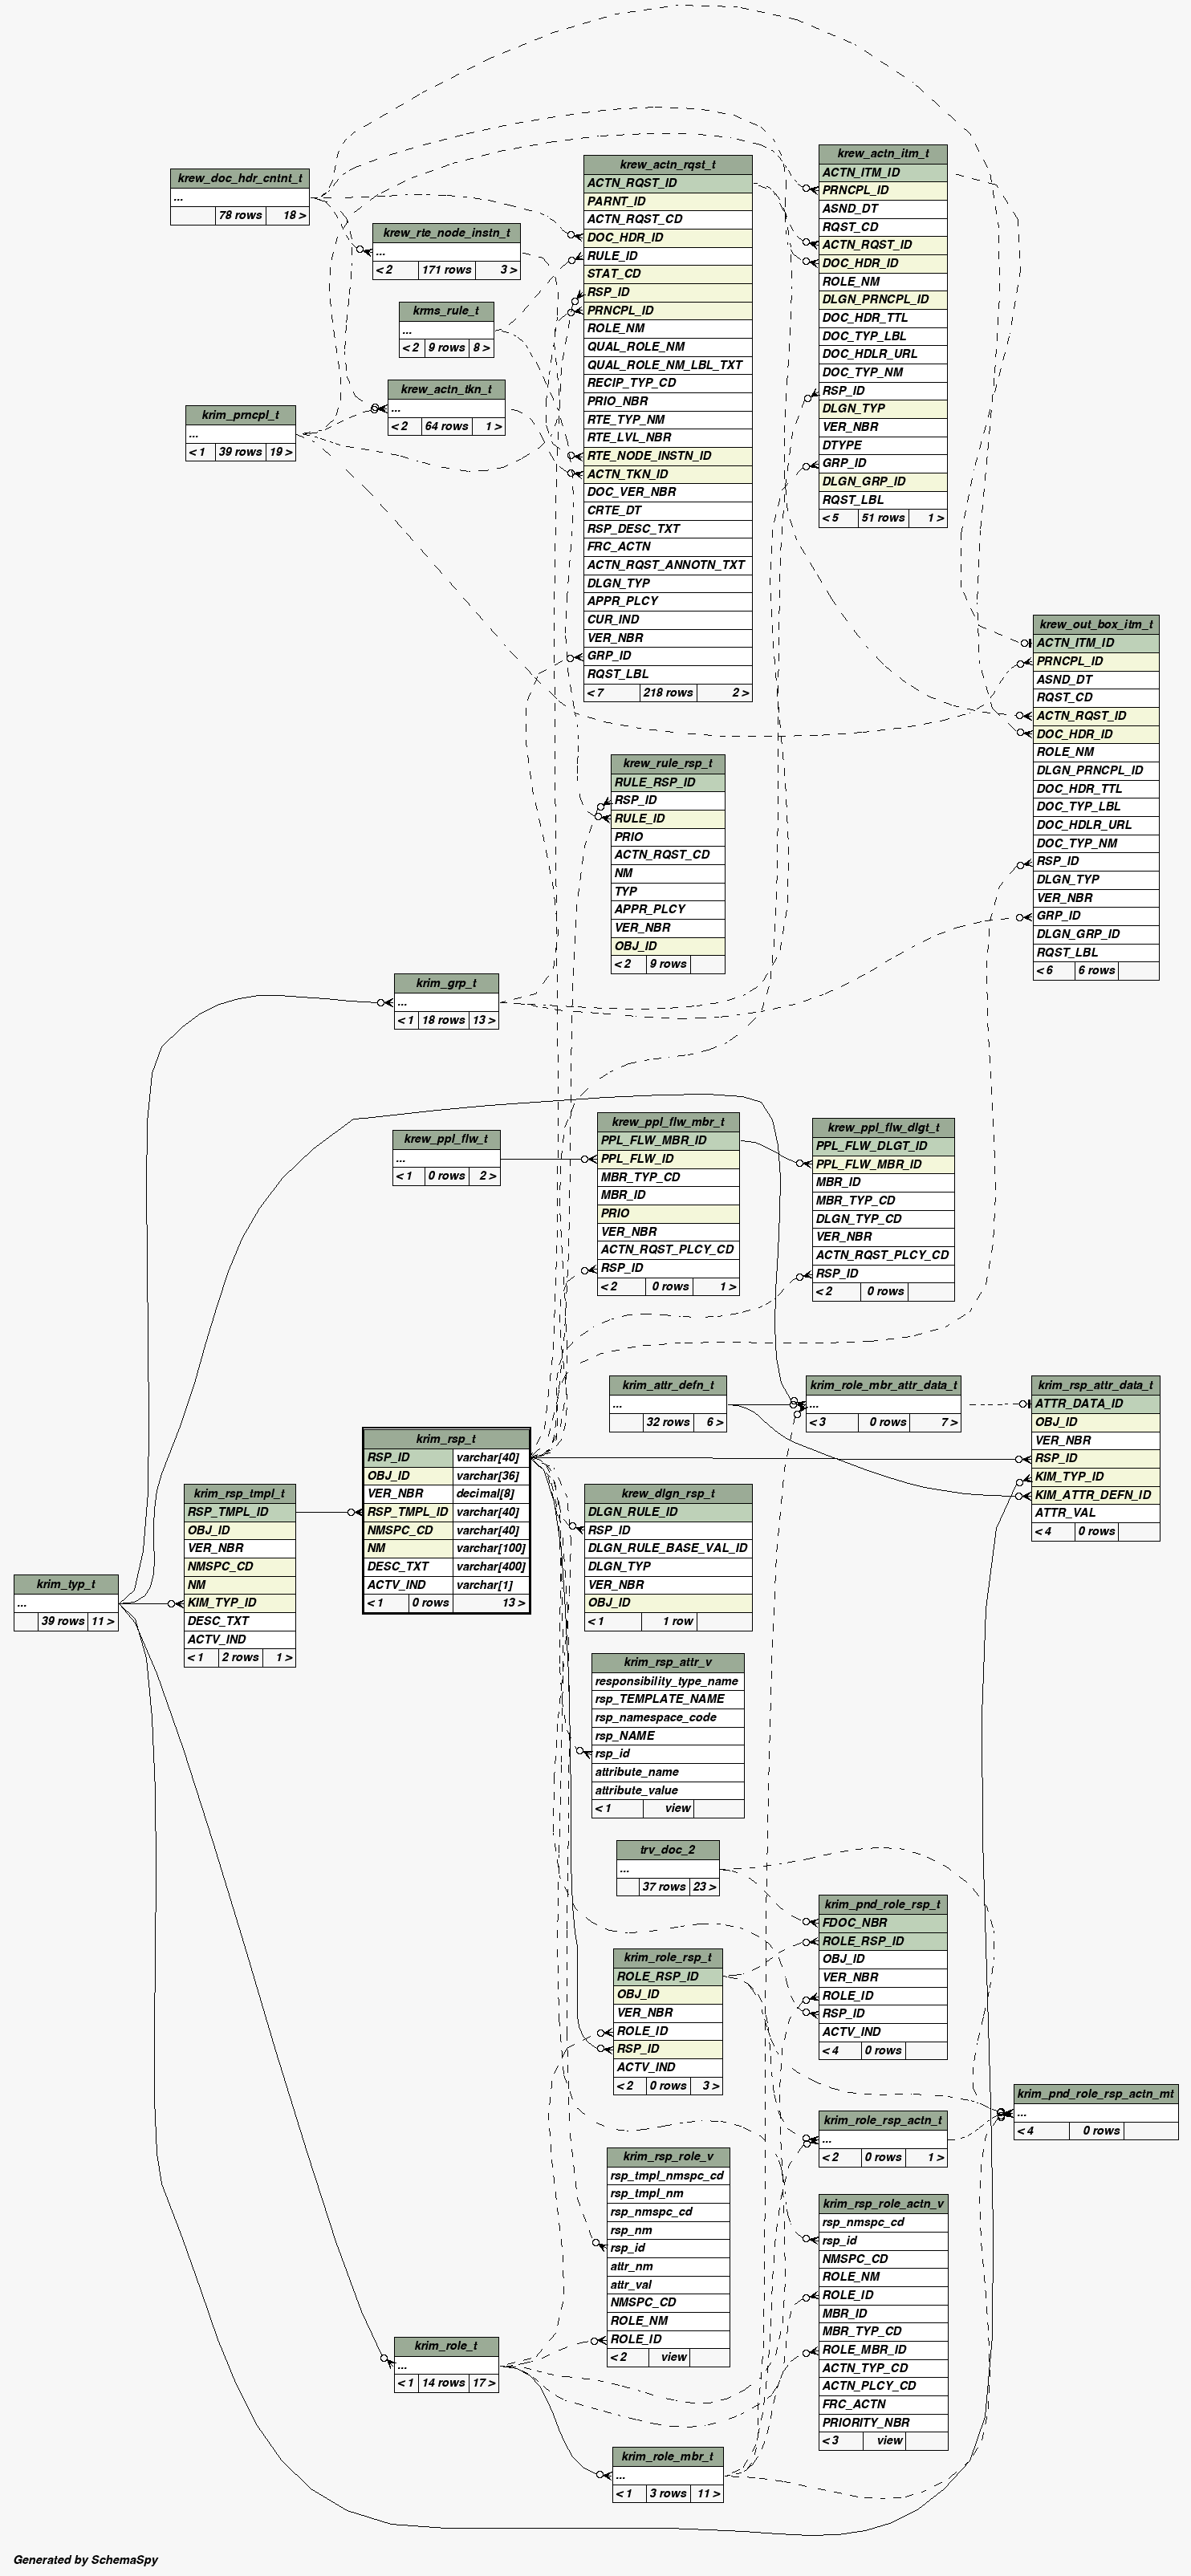 krew_doc_hdr_cntnt_t
...
78 rows 18 >
krew_rte_node_instn_t
...
< 2 171 rows 3 >
krms_rule_t
...
< 2 9 rows 8 >
krew_actn_tkn_t
...
< 2 64 rows 1 >
krim_prncpl_t
...
< 1 39 rows 19 >
krew_actn_rqst_t
ACTN_RQST_ID
PARNT_ID
ACTN_RQST_CD
DOC_HDR_ID
RULE_ID
STAT_CD
RSP_ID
PRNCPL_ID
ROLE_NM
QUAL_ROLE_NM
QUAL_ROLE_NM_LBL_TXT
RECIP_TYP_CD
PRIO_NBR
RTE_TYP_NM
RTE_LVL_NBR
RTE_NODE_INSTN_ID
ACTN_TKN_ID
DOC_VER_NBR
CRTE_DT
RSP_DESC_TXT
FRC_ACTN
ACTN_RQST_ANNOTN_TXT
DLGN_TYP
APPR_PLCY
CUR_IND
VER_NBR
GRP_ID
RQST_LBL
< 7 218 rows 2 >
krew_actn_itm_t
ACTN_ITM_ID
PRNCPL_ID
ASND_DT
RQST_CD
ACTN_RQST_ID
DOC_HDR_ID
ROLE_NM
DLGN_PRNCPL_ID
DOC_HDR_TTL
DOC_TYP_LBL
DOC_HDLR_URL
DOC_TYP_NM
RSP_ID
DLGN_TYP
VER_NBR
DTYPE
GRP_ID
DLGN_GRP_ID
RQST_LBL
< 5 51 rows 1 >
krew_out_box_itm_t
ACTN_ITM_ID
PRNCPL_ID
ASND_DT
RQST_CD
ACTN_RQST_ID
DOC_HDR_ID
ROLE_NM
DLGN_PRNCPL_ID
DOC_HDR_TTL
DOC_TYP_LBL
DOC_HDLR_URL
DOC_TYP_NM
RSP_ID
DLGN_TYP
VER_NBR
GRP_ID
DLGN_GRP_ID
RQST_LBL
< 6 6 rows
krew_rule_rsp_t
RULE_RSP_ID
RSP_ID
RULE_ID
PRIO
ACTN_RQST_CD
NM
TYP
APPR_PLCY
VER_NBR
OBJ_ID
< 2 9 rows
krim_grp_t
...
< 1 18 rows 13 >
krew_ppl_flw_t
...
< 1 0 rows 2 >
krew_ppl_flw_mbr_t
PPL_FLW_MBR_ID
PPL_FLW_ID
MBR_TYP_CD
MBR_ID
PRIO
VER_NBR
ACTN_RQST_PLCY_CD
RSP_ID
< 2 0 rows 1 >
krew_ppl_flw_dlgt_t
PPL_FLW_DLGT_ID
PPL_FLW_MBR_ID
MBR_ID
MBR_TYP_CD
DLGN_TYP_CD
VER_NBR
ACTN_RQST_PLCY_CD
RSP_ID
< 2 0 rows
krim_attr_defn_t
...
32 rows 6 >
krim_role_mbr_attr_data_t
...
< 3 0 rows 7 >
krim_rsp_attr_data_t
ATTR_DATA_ID
OBJ_ID
VER_NBR
RSP_ID
KIM_TYP_ID
KIM_ATTR_DEFN_ID
ATTR_VAL
< 4 0 rows
krim_rsp_t
RSP_ID varchar[40]
OBJ_ID varchar[36]
VER_NBR decimal[8]
RSP_TMPL_ID varchar[40]
NMSPC_CD varchar[40]
NM varchar[100]
DESC_TXT varchar[400]
ACTV_IND varchar[1]
< 1 0 rows 13 >
krim_rsp_tmpl_t
RSP_TMPL_ID
OBJ_ID
VER_NBR
NMSPC_CD
NM
KIM_TYP_ID
DESC_TXT
ACTV_IND
< 1 2 rows 1 >
krim_typ_t
...
39 rows 11 >
krew_dlgn_rsp_t
DLGN_RULE_ID
RSP_ID
DLGN_RULE_BASE_VAL_ID
DLGN_TYP
VER_NBR
OBJ_ID
< 1 1 row
krim_rsp_attr_v
responsibility_type_name
rsp_TEMPLATE_NAME
rsp_namespace_code
rsp_NAME
rsp_id
attribute_name
attribute_value
< 1 view
trv_doc_2
...
37 rows 23 >
krim_pnd_role_rsp_t
FDOC_NBR
ROLE_RSP_ID
OBJ_ID
VER_NBR
ROLE_ID
RSP_ID
ACTV_IND
< 4 0 rows
krim_role_rsp_t
ROLE_RSP_ID
OBJ_ID
VER_NBR
ROLE_ID
RSP_ID
ACTV_IND
< 2 0 rows 3 >
krim_pnd_role_rsp_actn_mt
...
< 4 0 rows
krim_role_rsp_actn_t
...
< 2 0 rows 1 >
krim_rsp_role_v
rsp_tmpl_nmspc_cd
rsp_tmpl_nm
rsp_nmspc_cd
rsp_nm
rsp_id
attr_nm
attr_val
NMSPC_CD
ROLE_NM
ROLE_ID
< 2 view
krim_rsp_role_actn_v
rsp_nmspc_cd
rsp_id
NMSPC_CD
ROLE_NM
ROLE_ID
MBR_ID
MBR_TYP_CD
ROLE_MBR_ID
ACTN_TYP_CD
ACTN_PLCY_CD
FRC_ACTN
PRIORITY_NBR
< 3 view
krim_role_t
...
< 1 14 rows 17 >
krim_role_mbr_t
...
< 1 3 rows 11 >
Generated by SchemaSpy